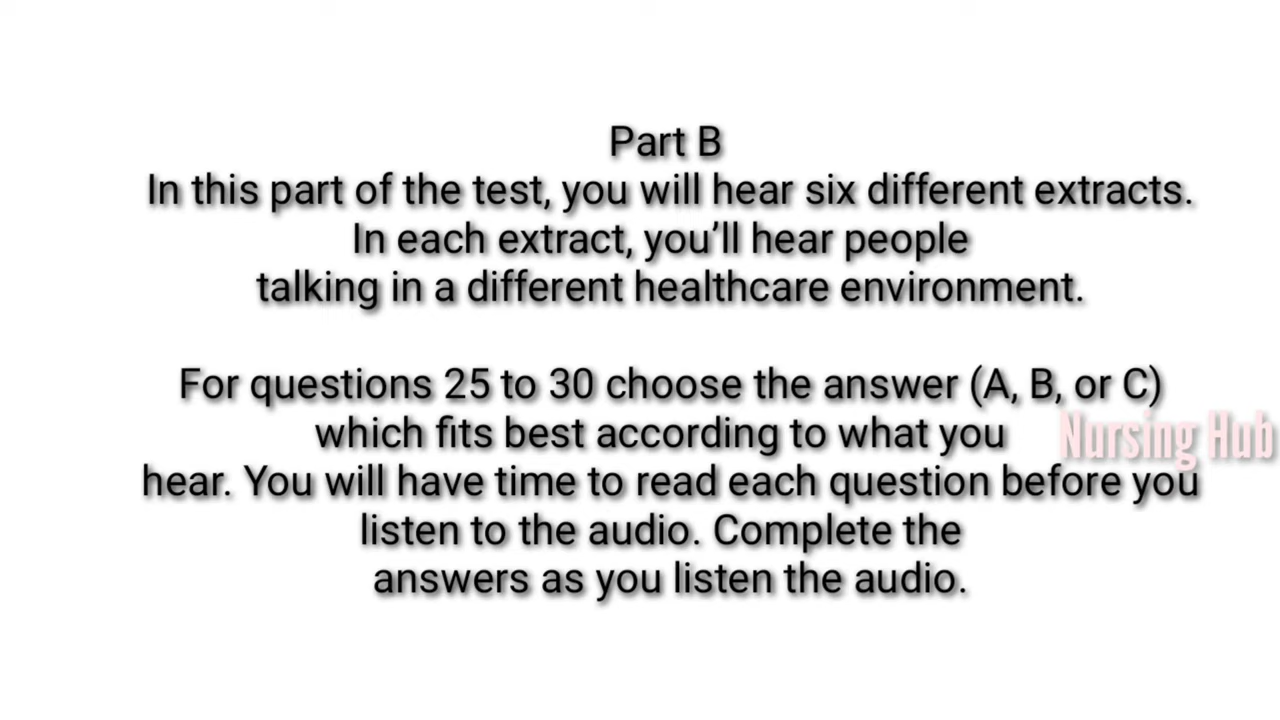 Part B
In this part of the test, you will hear six different extracts.
In each extract, you’ll hear people
talking in a different healthcare environment.
For questions 25 to 30 choose the answer (A, B, or C)
which fits best according to what you
Nursing Hub
hear. You will have time to read each question before you
listen to the audio. Complete the
answers as you listen the audio.